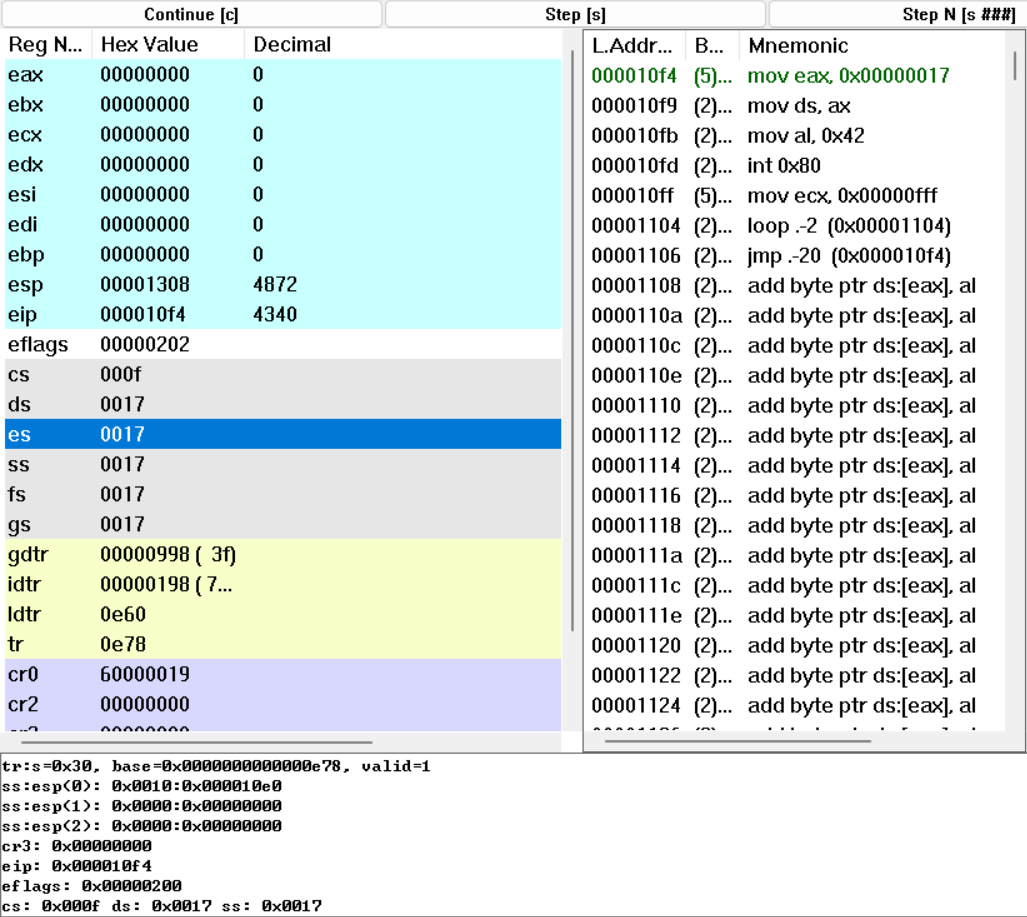 Continue [c] Step [s] Step N [s ###]
Reg N... Hex Value Decimal
eax 00000000 0
ebx 00000000 0
ecx 00000000 0
edx 00000000 0
esi 00000000 0
edi 00000000 0
ebp 00000000 0
esp 00001308 4872
eip 000010f4 4340
eflags 00000202
cs 000f
ds 0017
es 0017
ss 0017
fs 0017
gs 0017
gdtr 00000998 ( 3f)
idtr 00000198 ( 7...
ldtr 0e60
tr 0e78
cr0 60000019
cr2 00000000
L.Addr... B... Mnemonic
000010f4 (5)... mov eax, 0x00000017
000010f9 (2)... mov ds, ax
000010fb (2)... mov al, 0x42
000010fd (2)... int 0x80
000010ff (5)... mov ecx, 0x00000fff
00001104 (2)... loop .-2 (0x00001104)
00001106 (2)... jmp .-20 (0x000010f4)
00001108 (2)... add byte ptr ds:[eax], al
0000110a (2)... add byte ptr ds:[eax], al
0000110c (2)... add byte ptr ds:[eax], al
0000110e (2)... add byte ptr ds:[eax], al
00001110 (2)... add byte ptr ds:[eax], al
00001112 (2)... add byte ptr ds:[eax], al
00001114 (2)... add byte ptr ds:[eax], al
00001116 (2)... add byte ptr ds:[eax], al
00001118 (2)... add byte ptr ds:[eax], al
0000111a (2)... add byte ptr ds:[eax], al
0000111c (2)... add byte ptr ds:[eax], al
0000111e (2)... add byte ptr ds:[eax], al
00001120 (2)... add byte ptr ds:[eax], al
00001122 (2)... add byte ptr ds:[eax], al
00001124 (2)... add byte ptr ds:[eax], al
tr:s=0x30, base=0x0000000000000e78, valid=1
ss:esp(0): 0x0010:0x000010e0
ss:esp(1): 0x0000:0x00000000
ss:esp(2): 0x0000:0x00000000
cr3: 0x00000000
eip: 0x000010f4
eflags: 0x00000200
cs: 0x000f ds: 0x0017 ss: 0x0017